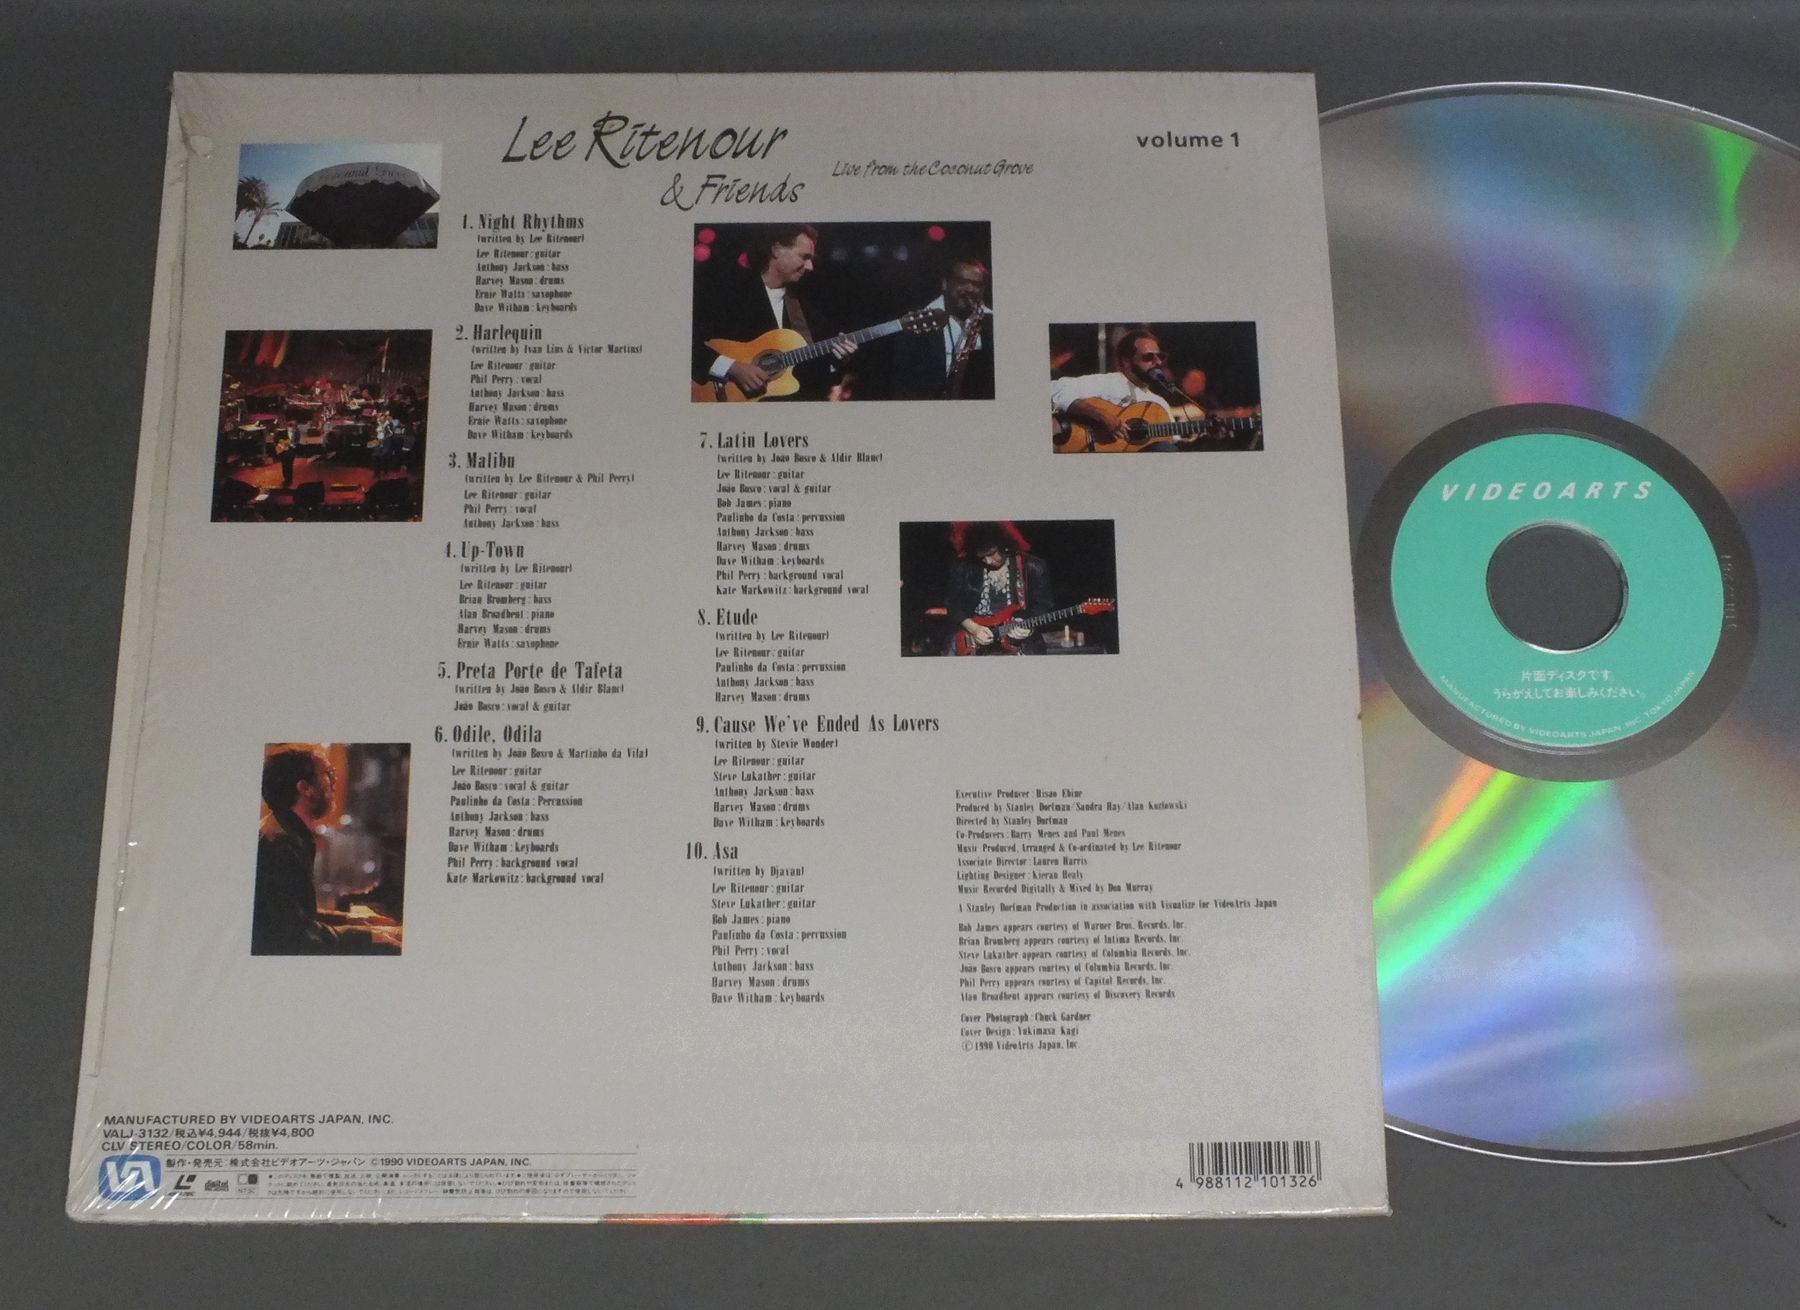 Lee Ritenour
& Friends
Live from the Coconut Grove
volume 1
1. Night Rhythms
(written by Lee Ritenour)
Lee Ritenour : guitar
Anthony Jackson : bass
Harvey Mason : drums
Ernie Watts : saxophone
Dave Witham : keyboards
2. Harlequin
(written by Ivan Lins & Victor Martins)
Lee Ritenour : guitar
Phil Perry : vocal
Anthony Jackson : bass
Harvey Mason : drums
Ernie Watts : saxophone
Dave Witham : keyboards
3. Malibu
(written by Lee Ritenour & Phil Perry)
Lee Ritenour : guitar
Phil Perry : vocal
Anthony Jackson : bass
4. Up-Town
(written by Lee Ritenour)
Lee Ritenour : guitar
Brian Bromberg : bass
Alan Broadbent : piano
Harvey Mason : drums
Ernie Watts : saxophone
5. Preta Porte de Tafeta
(written by João Bosco & Aldir Blanc)
João Bosco : vocal & guitar
6. Odile, Odila
(written by João Bosco & Martinho da Vila)
Lee Ritenour : guitar
João Bosco : vocal & guitar
Paulinho da Costa : Percussion
Anthony Jackson : bass
Harvey Mason : drums
Dave Witham : keyboards
Phil Perry : background vocal
Kate Markowitz : background vocal
7. Latin Lovers
(written by João Bosco & Aldir Blanc)
Lee Ritenour : guitar
João Bosco : vocal & guitar
Bob James : piano
Paulinho da Costa : percussion
Anthony Jackson : bass
Harvey Mason : drums
Dave Witham : keyboards
Phil Perry : background vocal
Kate Markowitz : background vocal
8. Etude
(written by Lee Ritenour)
Lee Ritenour : guitar
Paulinho da Costa : percussion
Anthony Jackson : bass
Harvey Mason : drums
9. Cause We've Ended As Lovers
(written by Stevie Wonder)
Lee Ritenour : guitar
Steve Lukather : guitar
Anthony Jackson : bass
Harvey Mason : drums
Dave Witham : keyboards
10. Asa
(written by Djavan)
Lee Ritenour : guitar
Steve Lukather : guitar
Bob James : piano
Paulinho da Costa : percussion
Phil Perry : vocal
Anthony Jackson : bass
Harvey Mason : drums
Dave Witham : keyboards
Executive Producer : Hisao Ebine
Produced by Stanley Dorfman/Sandra Hay/Alan Kozlowski
Directed by Stanley Dorfman
Co-Producers : Barry Menes and Paul Menes
Music Produced, Arranged & Co-ordinated by Lee Ritenour
Associate Director : Lauren Harris
Lighting Designer : Kieran Healy
Music Recorded Digitally & Mixed by Don Murray
A Stanley Dorfman Production in association with Visualize for VideoArts Japan
Bob James appears courtesy of Warner Bros. Records, Inc.
Brian Bromberg appears courtesy of Intima Records, Inc.
Steve Lukather appears courtesy of Columbia Records, Inc.
João Bosco appears courtesy of Columbia Records, Inc.
Phil Perry appears courtesy of Capitol Records, Inc.
Alan Broadbent appears courtesy of Discovery Records
Cover Photograph : Chuck Gardner
Cover Design : Yukimasa Kagi
Ⓒ1990 VideoArts Japan, Inc.
MANUFACTURED BY VIDEOARTS JAPAN, INC.
VALJ-3132/税込¥4,944/税抜¥4,800
CLV STEREO/COLOR/58min.
VA
製作・発売元：株式会社ビデオアーツ・ジャパン ©1990 VIDEOARTS JAPAN, INC.
NTSC
4 988112 101326
VIDEOARTS
片面ディスクです。
うらがえしてお楽しみください。
MANUFACTURED BY VIDEOARTS JAPAN, INC. TOKYO JAPAN